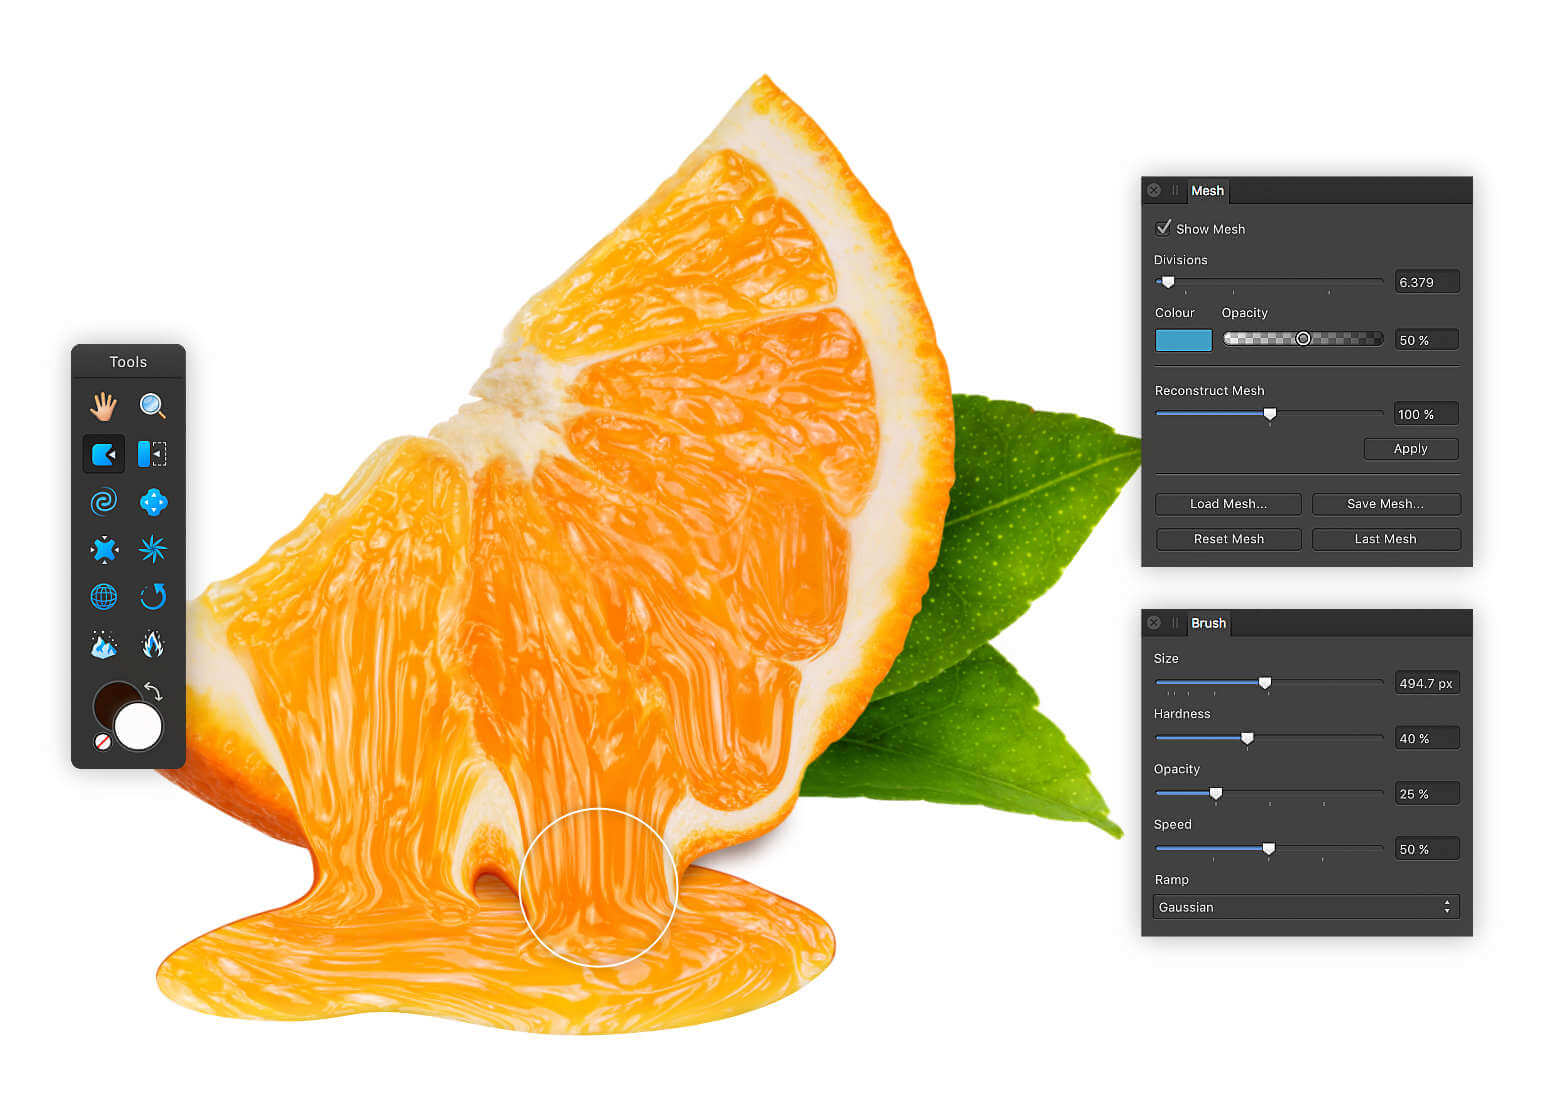 Tools
Mesh
Show Mesh
Divisions
6.379
Colour Opacity
50 %
Reconstruct Mesh
100 %
Apply
Load Mesh... Save Mesh...
Reset Mesh Last Mesh
Brush
Size
494.7 px
Hardness
40 %
Opacity
25 %
Speed
50 %
Ramp
Gaussian